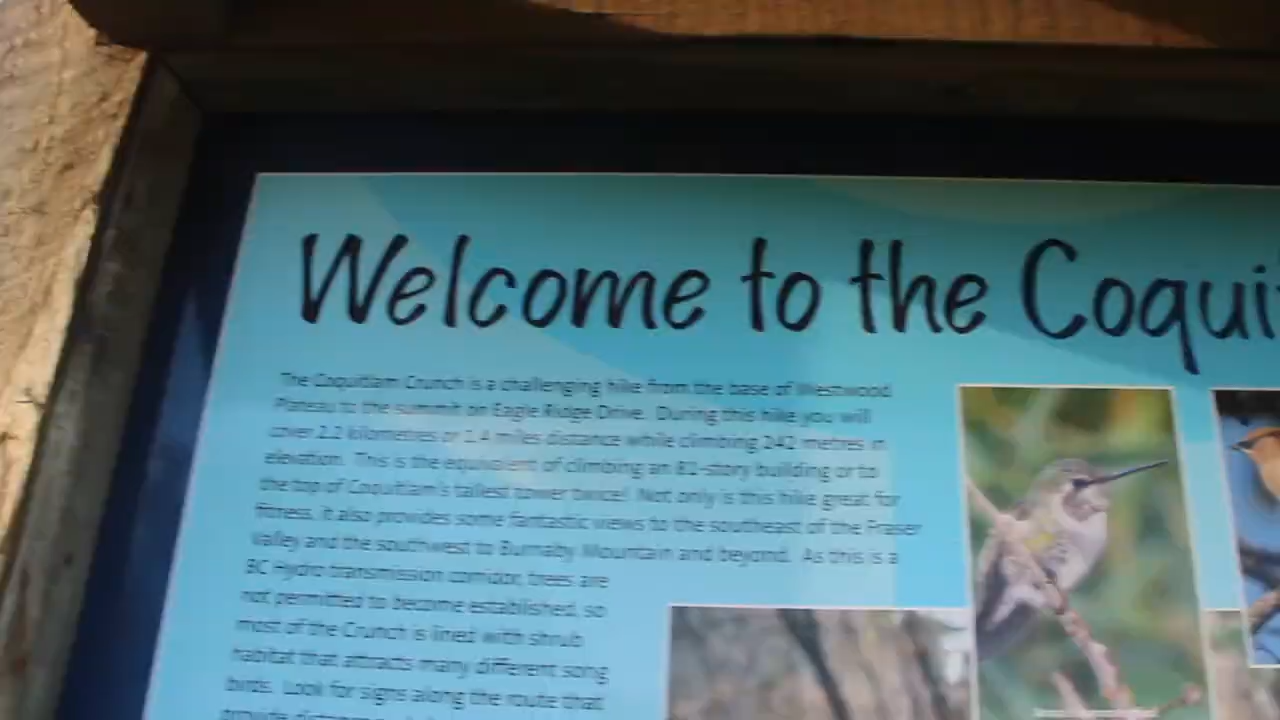 Welcome to the Coqui
The Coquitlam Crunch is a challenging hike from the base of Westwood
Plateau to the summit on Eagle Ridge Drive. During this hike you will
cover 2.2 kilometres or 1.4 miles distance while climbing 242 metres in
elevation. This is the equivalent of climbing an 82-story building or to
the top of Coquitlam's tallest tower twice! Not only is this hike great for
fitness, it also provides some fantastic views to the southeast of the Fraser
Valley and the southwest to Burnaby Mountain and beyond. As this is a
BC Hydro transmission corridor, trees are
not permitted to become established, so
most of the Crunch is lined with shrub
habitat that attracts many different song
birds. Look for signs along the route that
provide